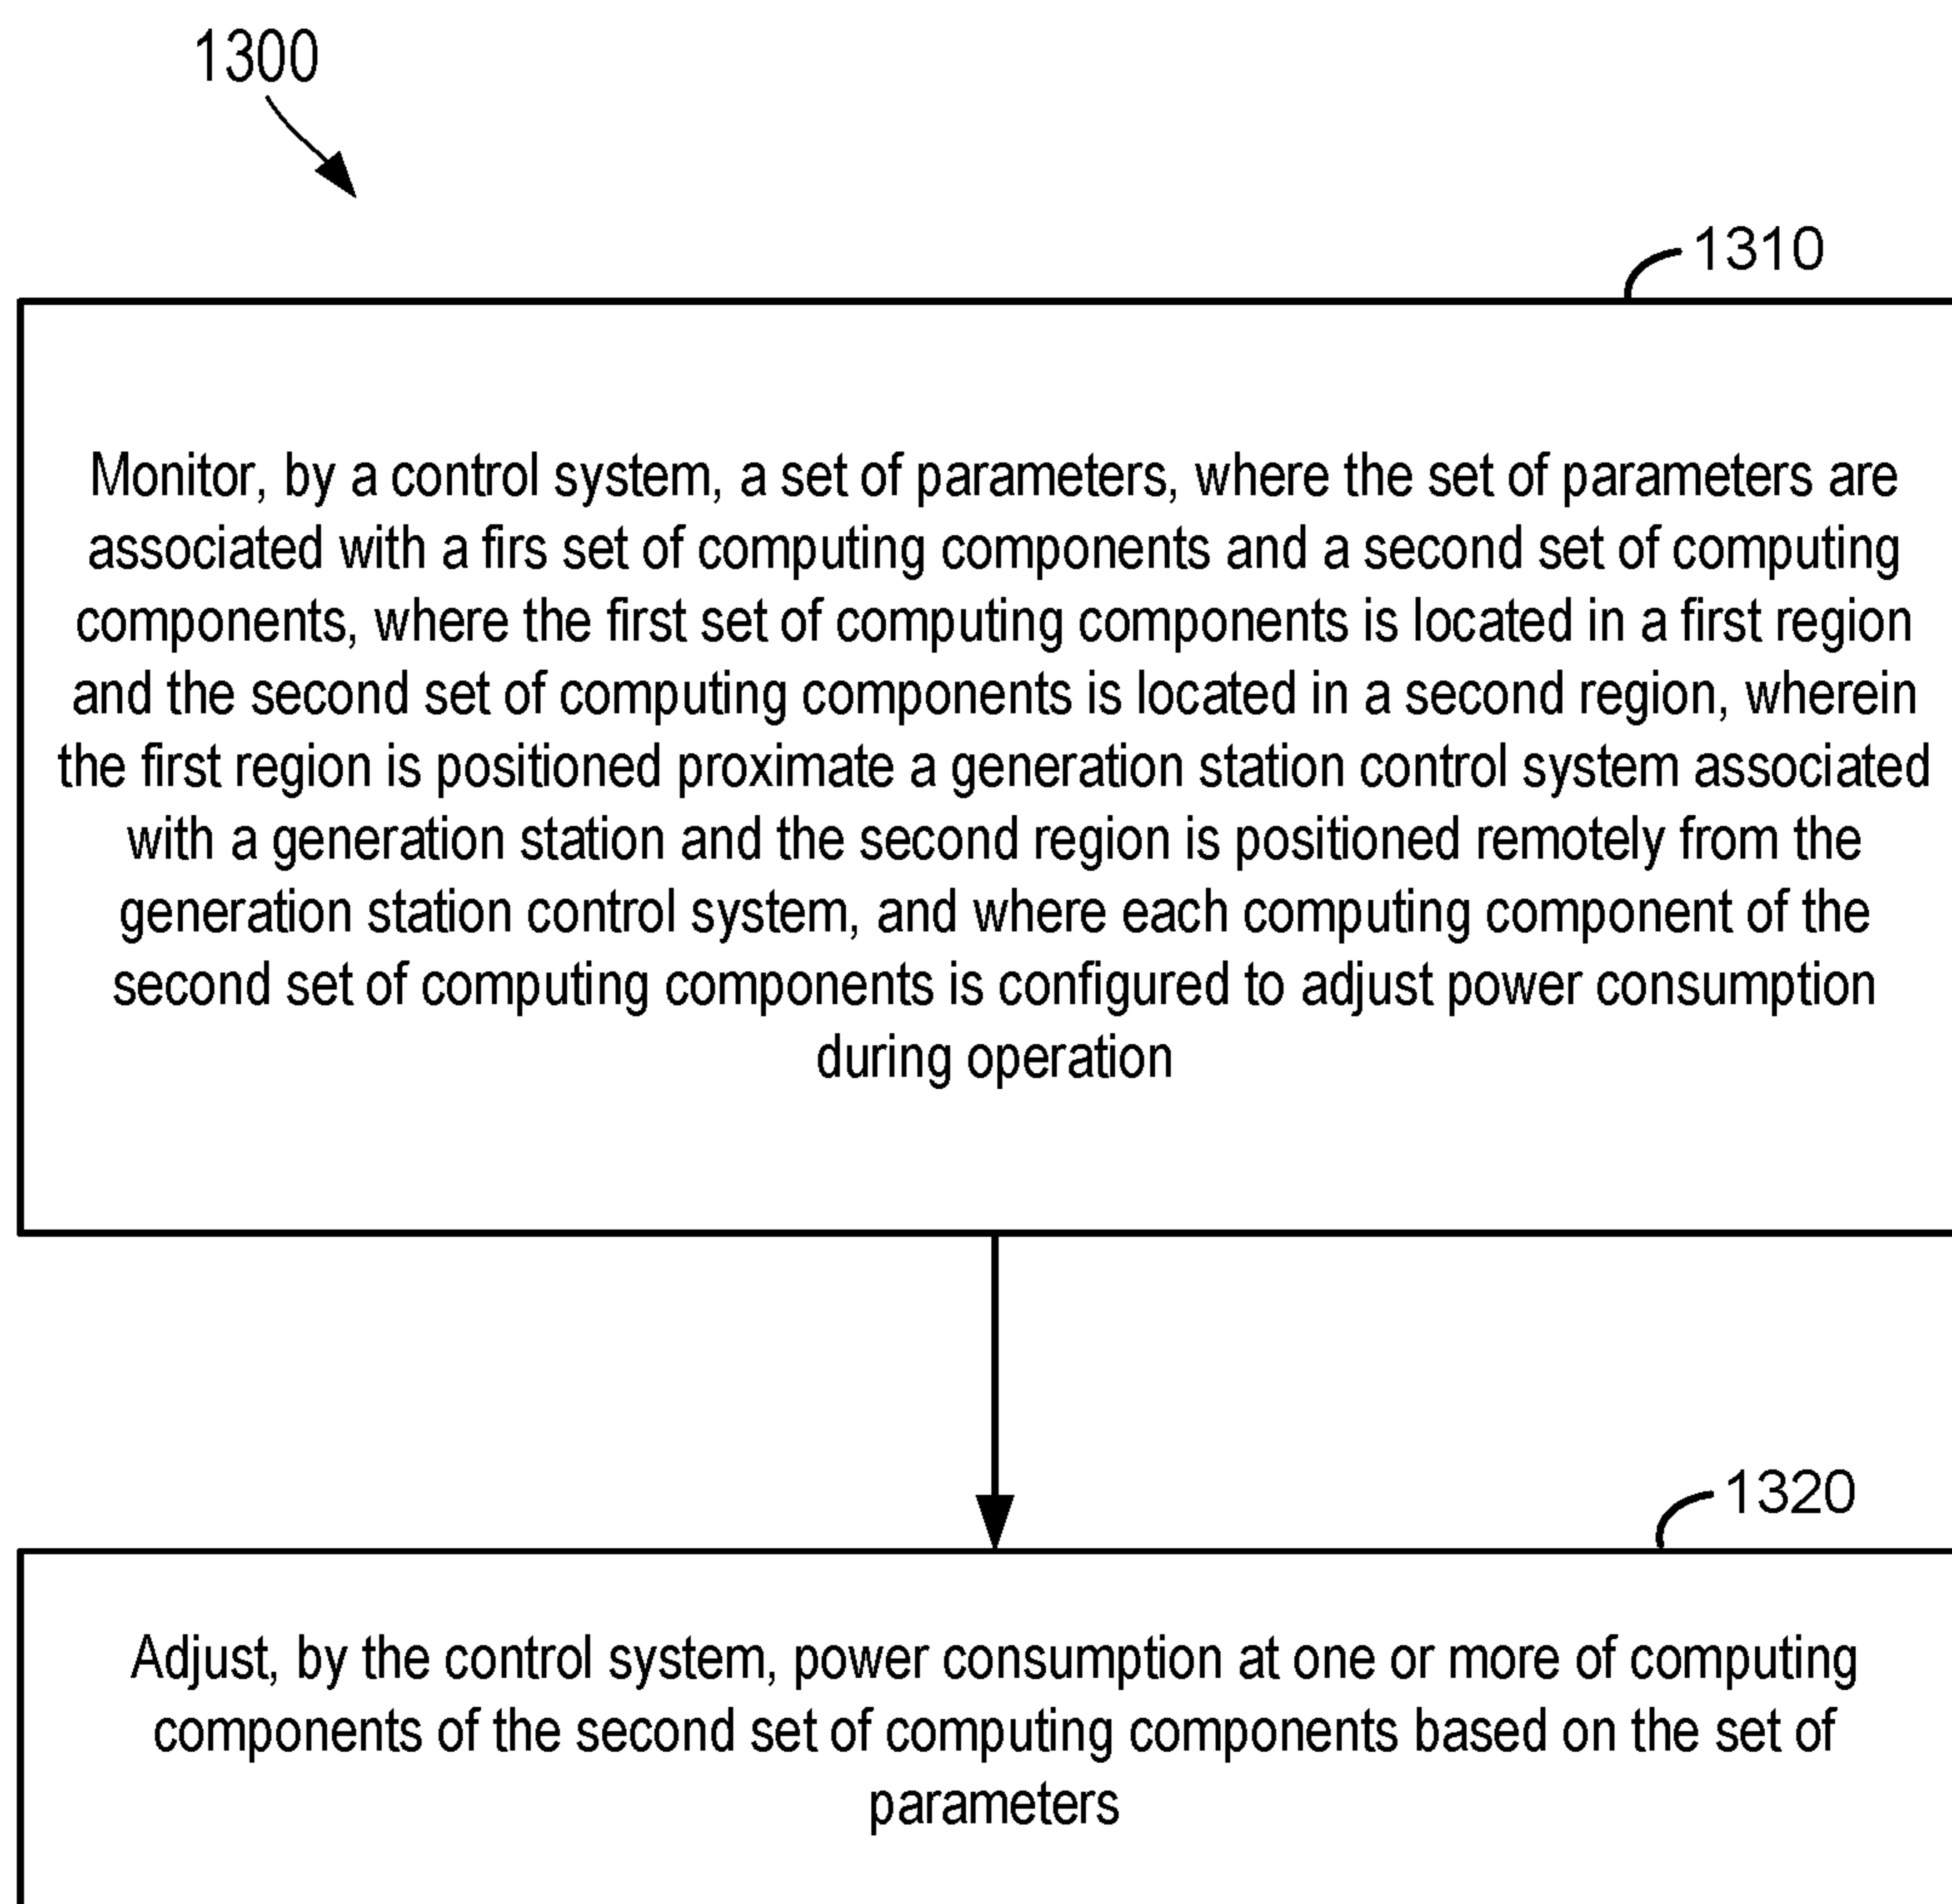 1300
1310
Monitor, by a control system, a set of parameters, where the set of parameters are
associated with a firs set of computing components and a second set of computing
components, where the first set of computing components is located in a first region
and the second set of computing components is located in a second region, wherein
the first region is positioned proximate a generation station control system associated
with a generation station and the second region is positioned remotely from the
generation station control system, and where each computing component of the
second set of computing components is configured to adjust power consumption
during operation
1320
Adjust, by the control system, power consumption at one or more of computing
components of the second set of computing components based on the set of
parameters